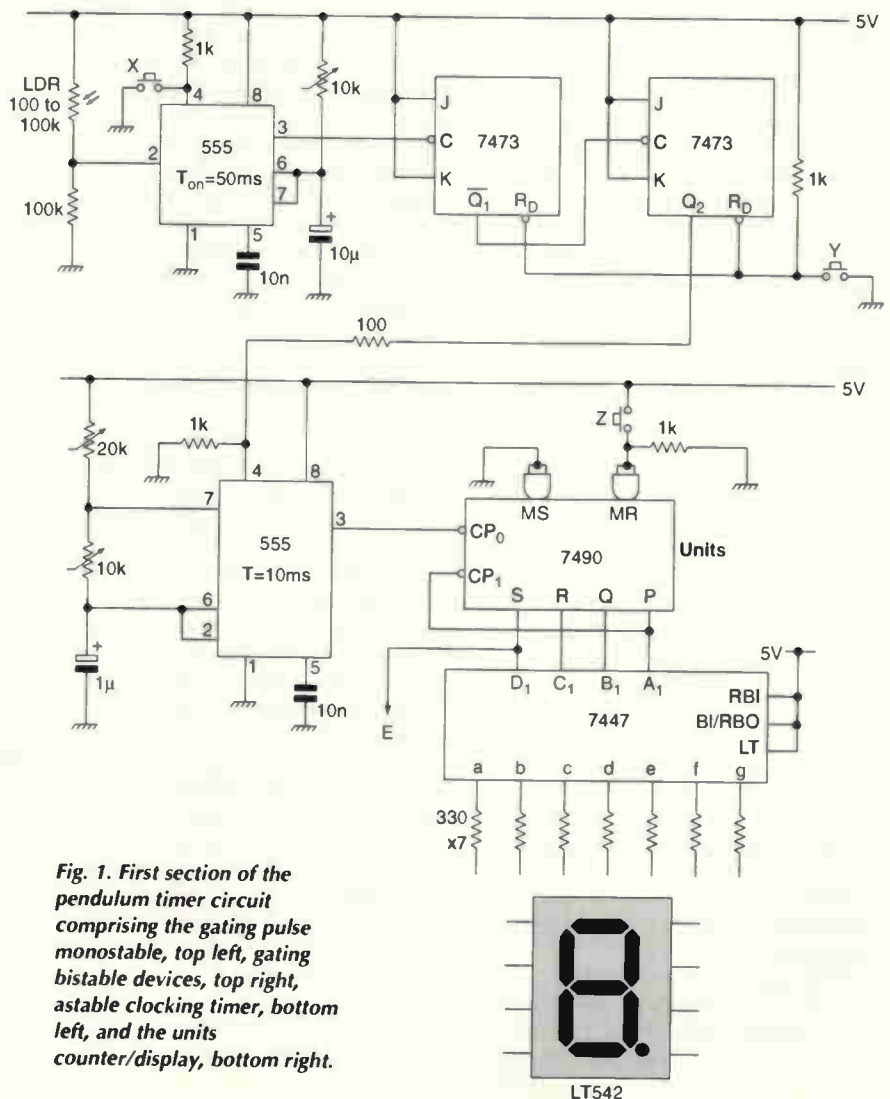 5V
1k
X
LDR
100 to
100k
4
8
10k
555
T_on=50ms
2
3
6
7
100k
1
5
10n
+
10μ
J
C
7473
K
Q̅₁
R_D
J
C
7473
K
Q₂
R_D
1k
Y
100
5V
20k
1k
4
8
7
3
555
T=10ms
10k
6
2
+
1μ
1
5
10n
Z
1k
MS
MR
CP₀
CP₁
7490
Units
S
R
Q
P
5V
E
D₁
C₁
B₁
A₁
RBI
BI/RBO
LT
7447
a
b
c
d
e
f
g
330
x7
Fig. 1. First section of the
pendulum timer circuit
comprising the gating pulse
monostable, top left, gating
bistable devices, top right,
astable clocking timer, bottom
left, and the units
counter/display, bottom right.
8.
LT542